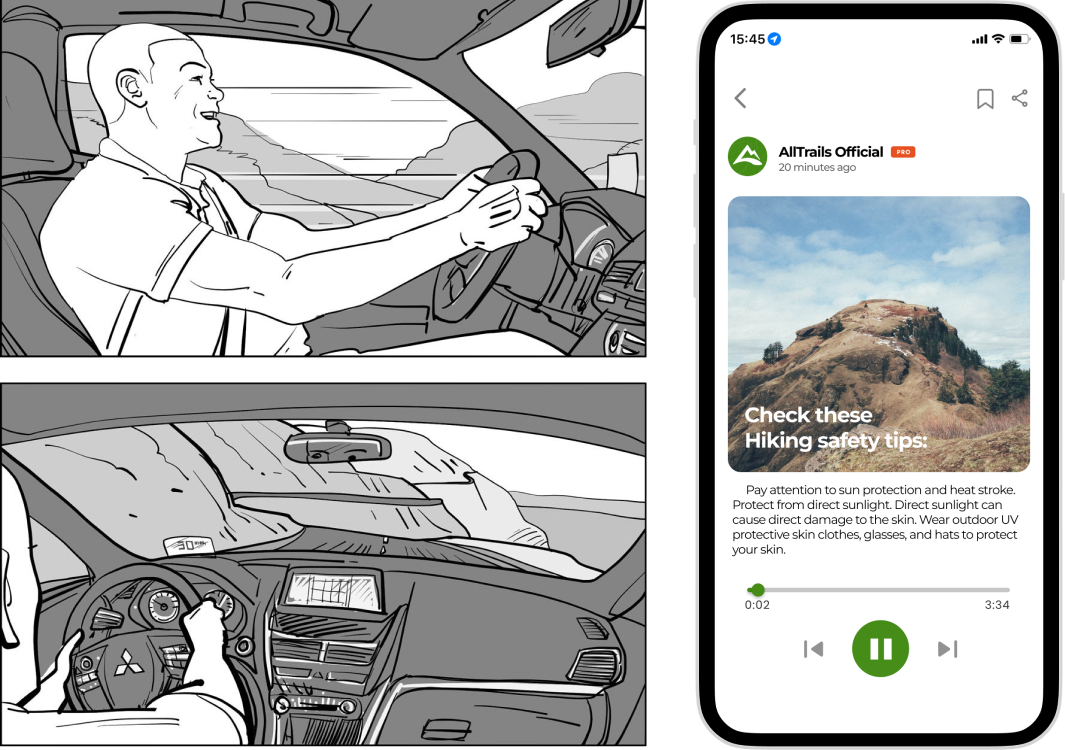 30
15:45
AllTrails Official PRO
20 minutes ago
Check these
Hiking safety tips:
Pay attention to sun protection and heat stroke.
Protect from direct sunlight. Direct sunlight can
cause direct damage to the skin. Wear outdoor UV
protective skin clothes, glasses, and hats to protect
your skin.
0:02 3:34